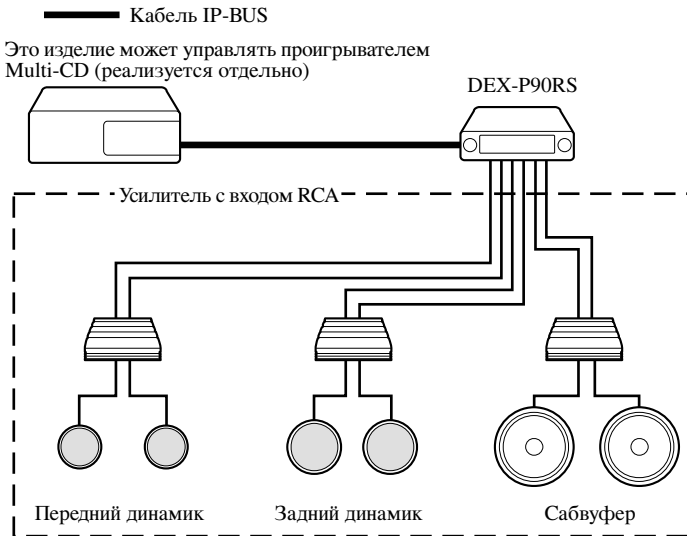 Кабель IP-BUS
Это изделие может управлять проигрывателем
Multi-CD (реализуется отдельно)
DEX-P90RS
Усилитель с входом RCA
Передний динамик
Задний динамик
Сабвуфер